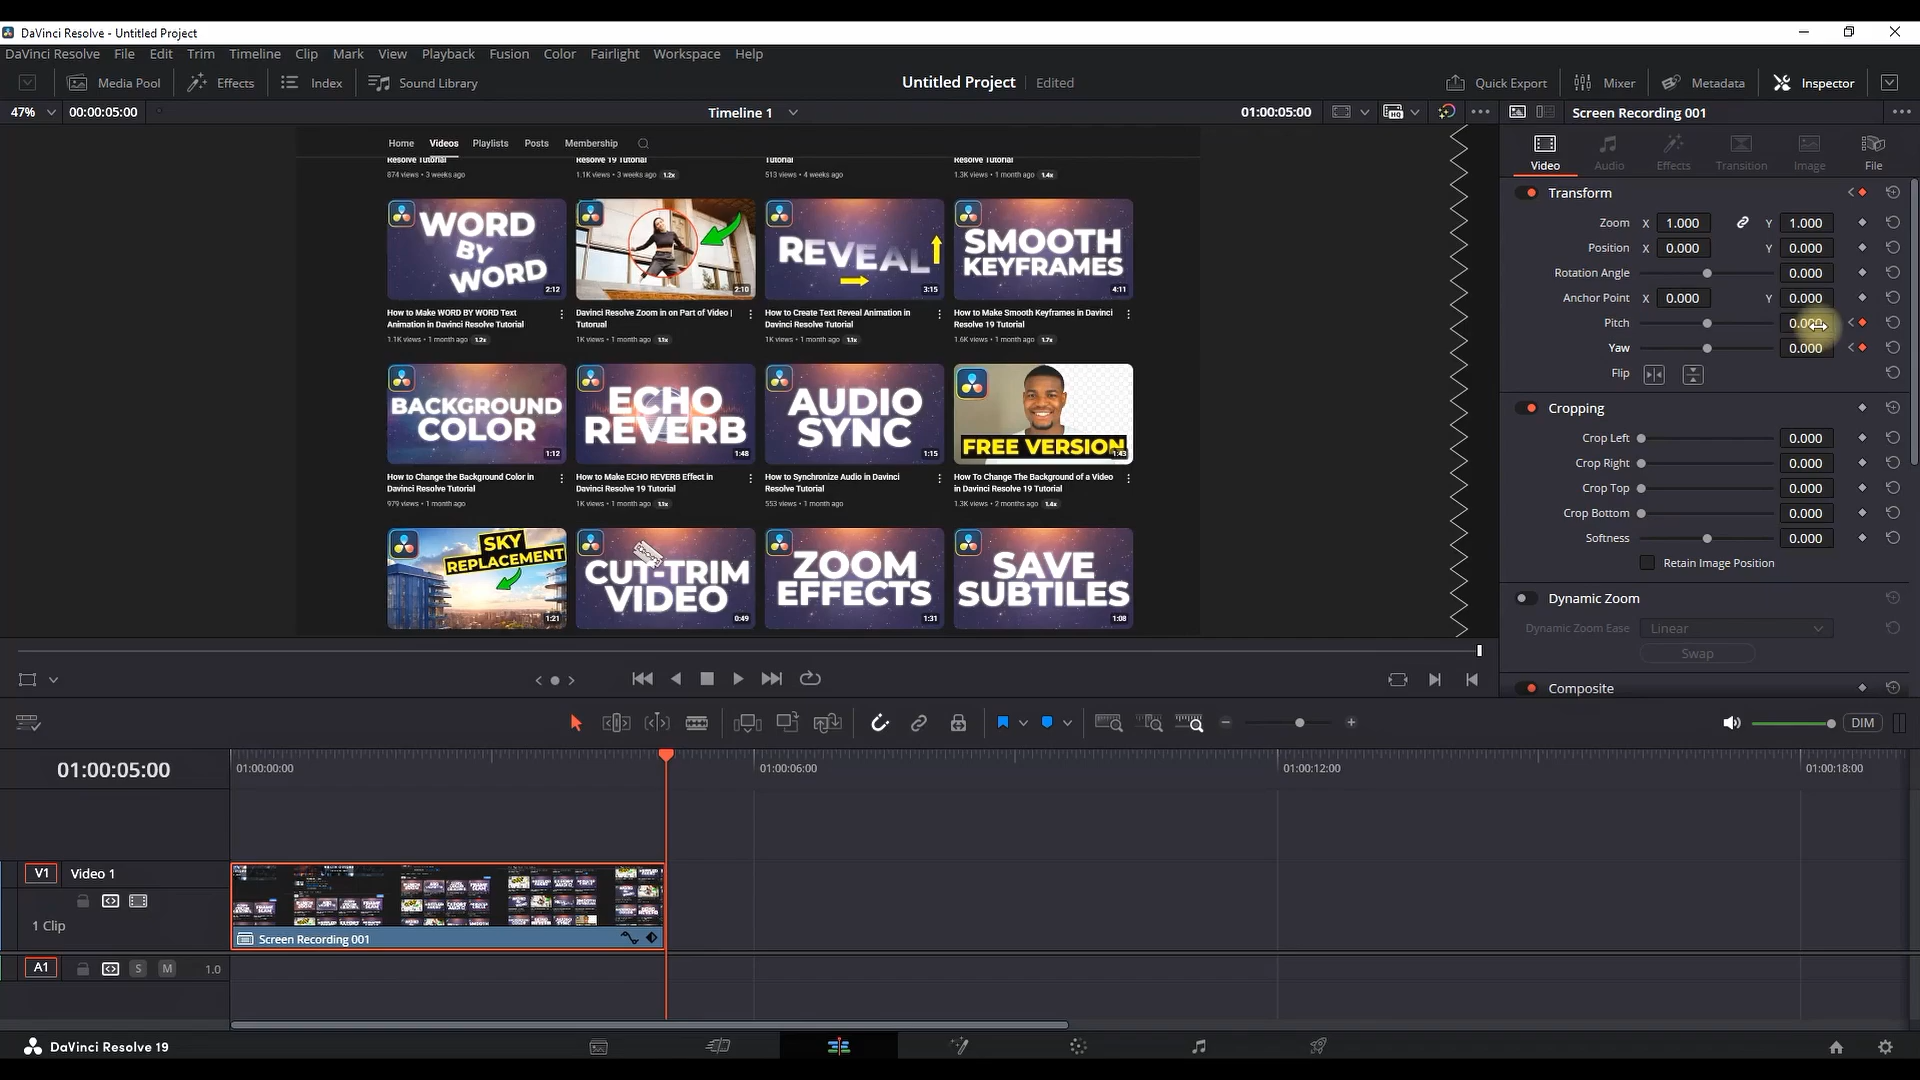 DaVinci Resolve - Untitled Project
DaVinci Resolve File Edit Trim Timeline Clip Mark View Playback Fusion Color Fairlight Workspace Help
Media Pool Effects Index Sound Library Untitled Project Edited Quick Export Mixer Metadata Inspector
47% 00:00:05:00 Timeline 1 01:00:05:00 Screen Recording 001
Home Videos Playlists Posts Membership
Resolve Tutorial Resolve 19 Tutorial Tutorial Resolve 19 Tutorial
874 views • 3 weeks ago 1.1K views • 3 weeks ago 1.2x 513 views • 4 weeks ago 1.3K views • 1 month ago 1.4x
WORD BY WORD 2:12
2:10
REVEAL 3:15
SMOOTH KEYFRAMES 4:11
How to Make WORD BY WORD Text Animation in Davinci Resolve Tutorial
1.1K views • 1 month ago 1.2x
Davinci Resolve Zoom in on Part of Video | Tutorual
1K views • 1 month ago 1.1x
How to Create Text Reveal Animation in Davinci Resolve Tutorial
1K views • 1 month ago 1.1x
How to Make Smooth Keyframes in Davinci Resolve 19 Tutorial
1.6K views • 1 month ago 1.7x
BACKGROUND COLOR 1:12
ECHO REVERB 1:48
AUDIO SYNC 1:15
FREE VERSION 1:43
How to Change the Background Color in Davinci Resolve Tutorial
979 views • 1 month ago
How to Make ECHO REVERB Effect in Davinci Resolve 19 Tutorial
1K views • 1 month ago 1.1x
How to Synchronize Audio in Davinci Resolve Tutorial
553 views • 1 month ago
How To Change The Background of a Video in Davinci Resolve 19 Tutorial
1.3K views • 2 months ago 1.4x
SKY REPLACEMENT 1:21
CUT-TRIM VIDEO 0:49
ZOOM EFFECTS 1:31
SAVE SUBTILES 1:08
Video Audio Effects Transition Image File
Transform
Zoom X 1.000 Y 1.000
Position X 0.000 Y 0.000
Rotation Angle 0.000
Anchor Point X 0.000 Y 0.000
Pitch 0.000
Yaw 0.000
Flip
Cropping
Crop Left 0.000
Crop Right 0.000
Crop Top 0.000
Crop Bottom 0.000
Softness 0.000
Retain Image Position
Dynamic Zoom
Dynamic Zoom Ease Linear
Swap
Composite
DIM
01:00:05:00 01:00:00:00 01:00:06:00 01:00:12:00 01:00:18:00
V1 Video 1
1 Clip
Screen Recording 001
A1 S M 1.0
DaVinci Resolve 19